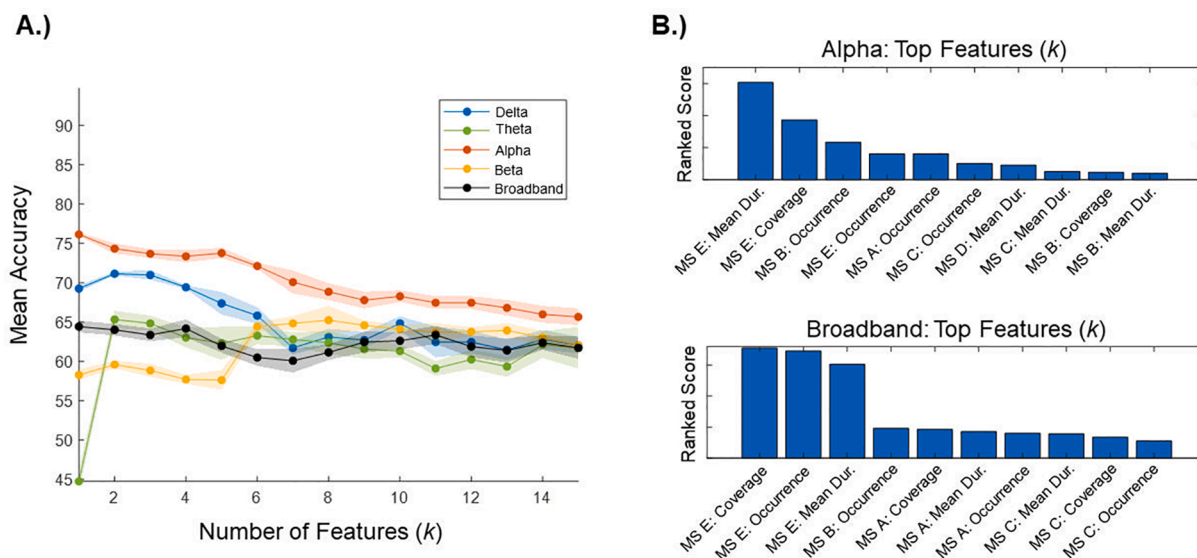 A.)
Mean Accuracy
90
85
80
75
70
65
60
55
50
45
2
4
6
8
10
12
14
Number of Features (k)
Delta
Theta
Alpha
Beta
Broadband
B.)
Alpha: Top Features (k)
Ranked Score
MS E: Mean Dur.
MS E: Coverage
MS B: Occurrence
MS E: Occurrence
MS A: Occurrence
MS C: Occurrence
MS D: Mean Dur.
MS C: Mean Dur.
MS B: Coverage
MS B: Mean Dur.
Broadband: Top Features (k)
Ranked Score
MS E: Coverage
MS E: Occurrence
MS E: Mean Dur.
MS B: Occurrence
MS A: Coverage
MS A: Mean Dur.
MS A: Occurrence
MS C: Mean Dur.
MS C: Coverage
MS C: Occurrence